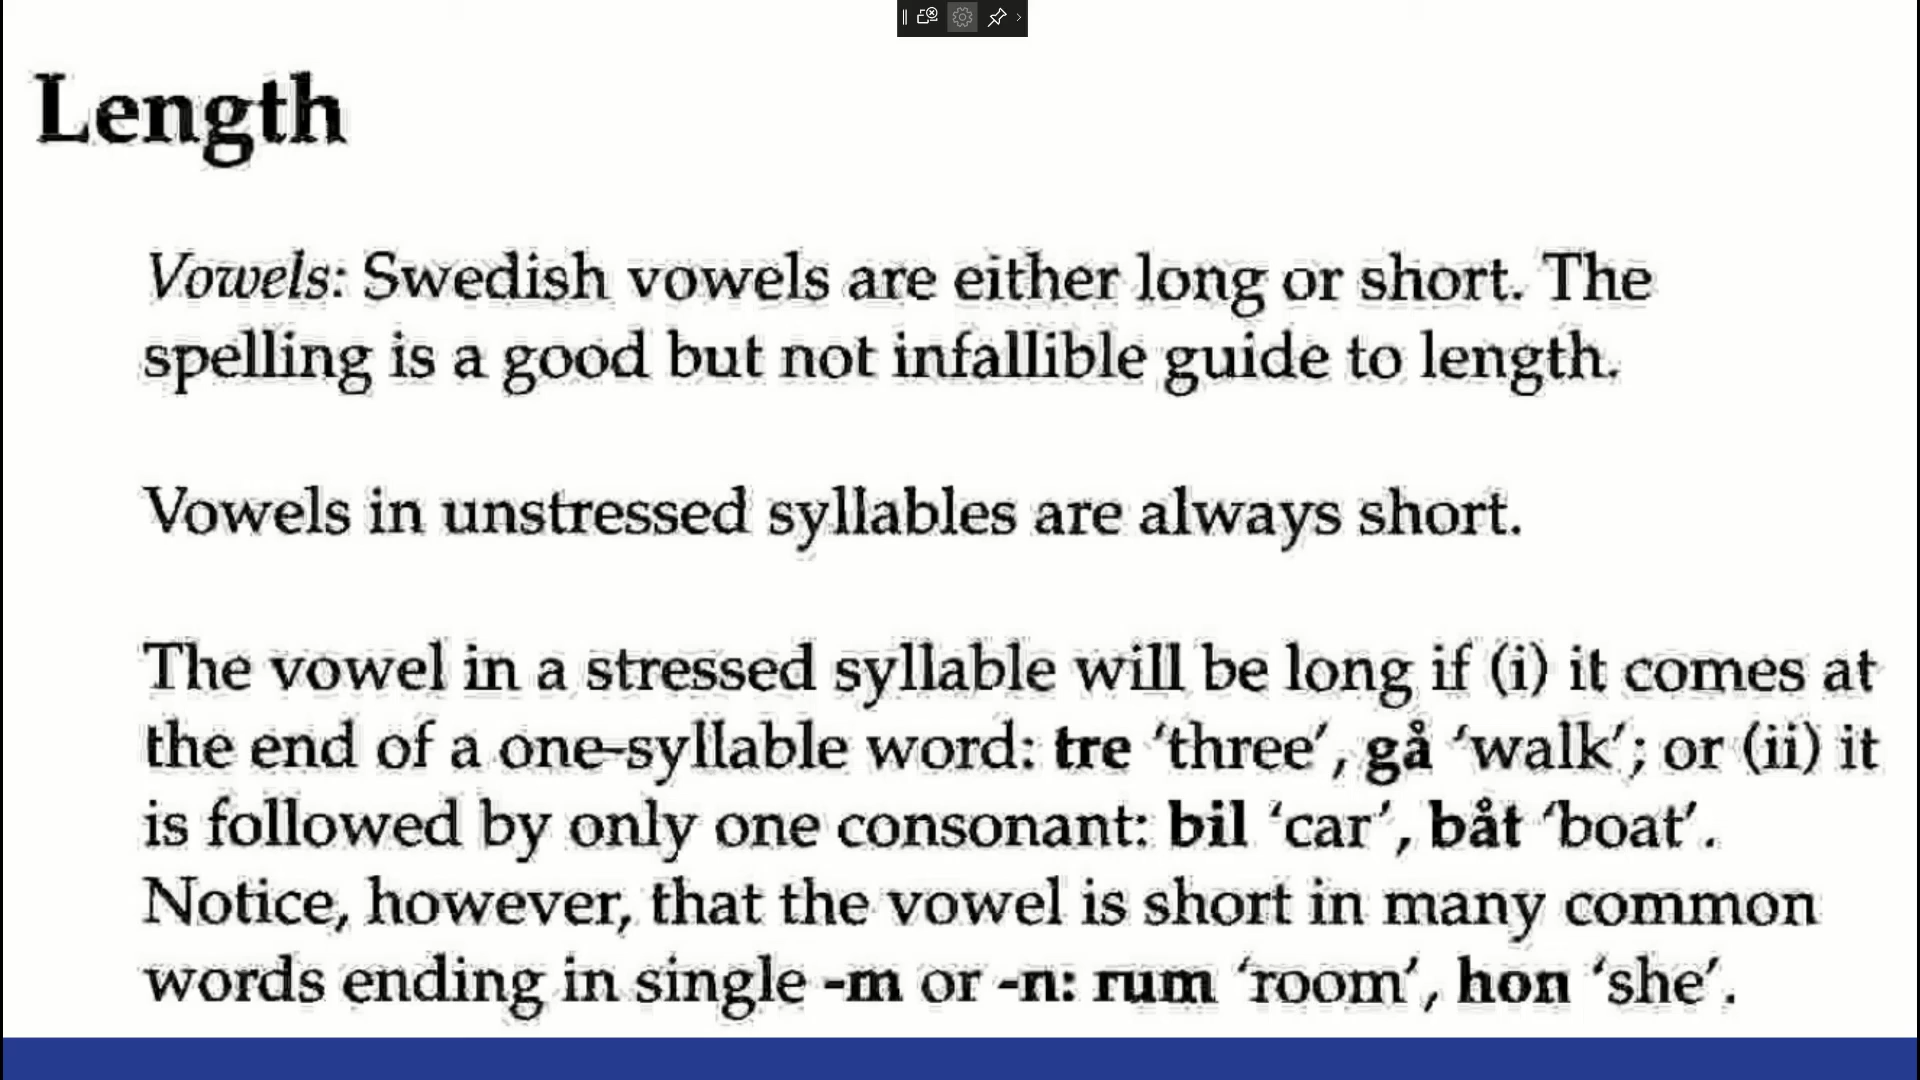 Length
Vowels: Swedish vowels are either long or short. The
spelling is a good but not infallible guide to length.
Vowels in unstressed syllables are always short.
The vowel in a stressed syllable will be long if (i) it comes at
the end of a one-syllable word: tre ‘three’, gå ‘walk’; or (ii) it
is followed by only one consonant: bil ‘car’, båt ‘boat’.
Notice, however, that the vowel is short in many common
words ending in single -m or -n: rum ‘room’, hon ‘she’.